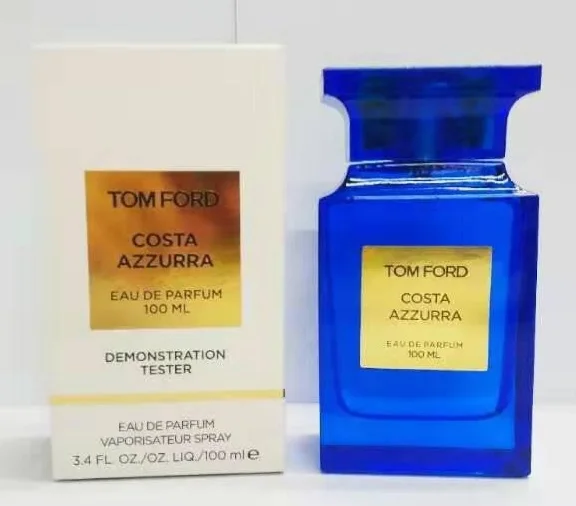 TOM FORD
COSTA
AZZURRA
EAU DE PARFUM
100 ML
DEMONSTRATION
TESTER
EAU DE PARFUM
VAPORISATEUR SPRAY
3.4 FL. OZ./OZ. LIQ./100 ml e
TOM FORD
COSTA
AZZURRA
EAU DE PARFUM
100 ML